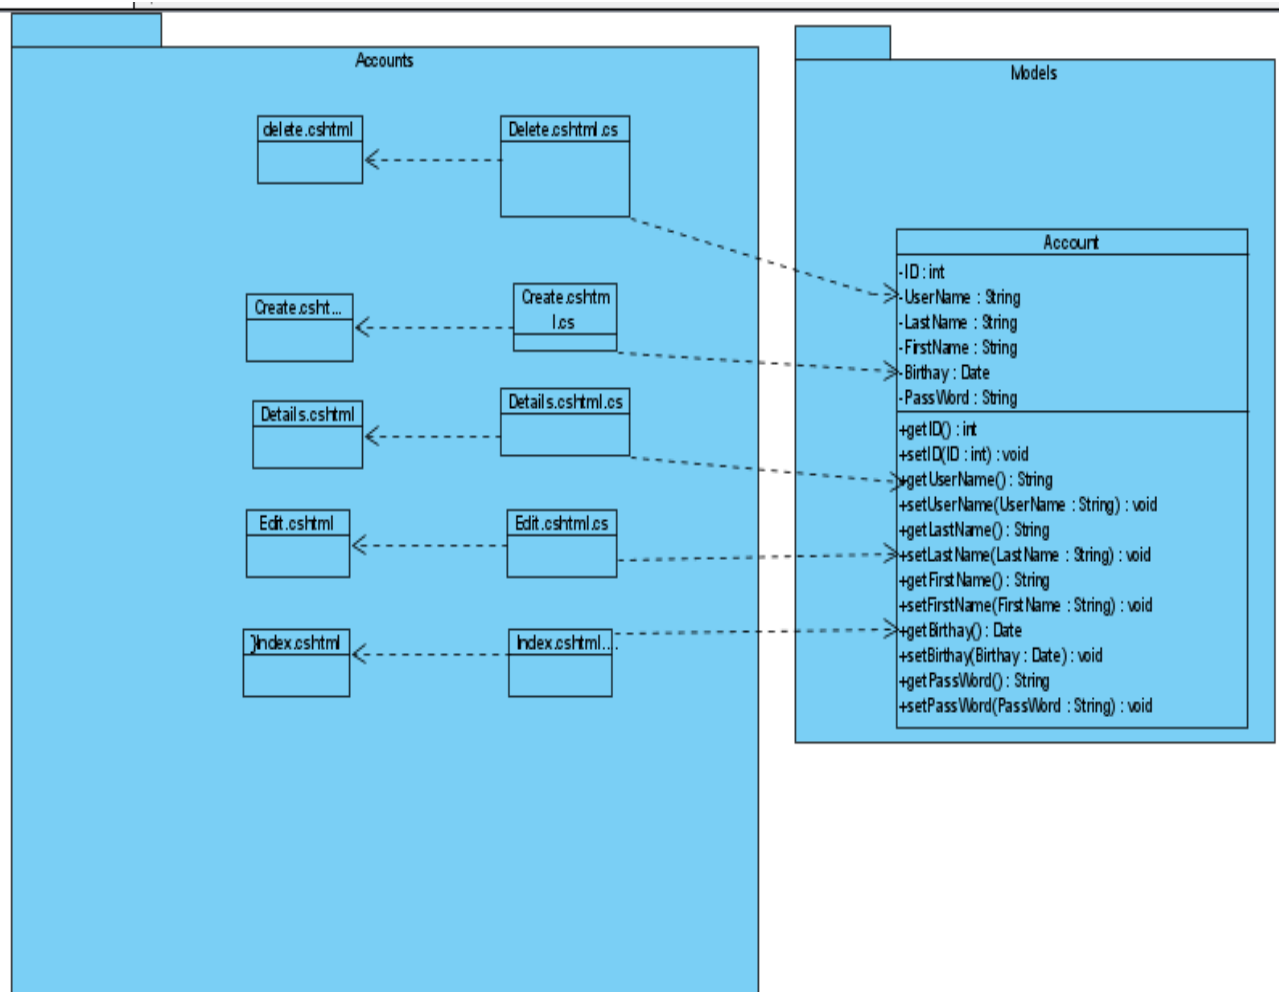 Accounts
delete.cshtml
Delete.cshtml.cs
Create.csht...
Create.cshtm
l.cs
Details.cshtml
Details.cshtml.cs
Edit.cshtml
Edit.cshtml.cs
}Index.cshtml
Index.cshtml....
Models
Account
-ID : int
-UserName : String
-LastName : String
-FirstName : String
-Birthay : Date
-PassWord : String
+getID() : int
+setID(ID : int) : void
+getUserName() : String
+setUserName(UserName : String) : void
+getLastName() : String
+setLastName(LastName : String) : void
+getFirstName() : String
+setFirstName(FirstName : String) : void
+getBirthay() : Date
+setBirthay(Birthay : Date) : void
+getPassWord() : String
+setPassWord(PassWord : String) : void